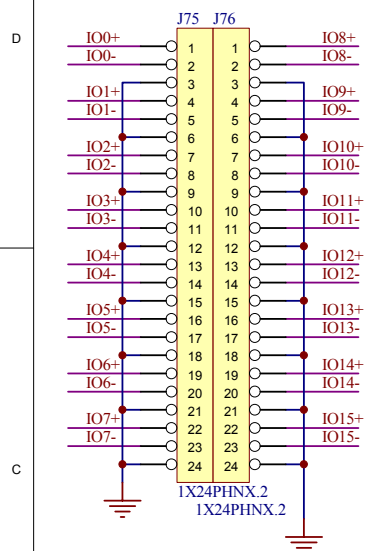 J75 J76
D
IO0+ 1 1 IO8+
IO0- 2 2 IO8-
3 3
IO1+ 4 4 IO9+
IO1- 5 5 IO9-
6 6
IO2+ 7 7 IO10+
IO2- 8 8 IO10-
9 9
IO3+ 10 10 IO11+
IO3- 11 11 IO11-
12 12
IO4+ 13 13 IO12+
IO4- 14 14 IO12-
15 15
IO5+ 16 16 IO13+
IO5- 17 17 IO13-
18 18
IO6+ 19 19 IO14+
IO6- 20 20 IO14-
21 21
IO7+ 22 22 IO15+
IO7- 23 23 IO15-
C
24 24
1X24PHNX.2
1X24PHNX.2